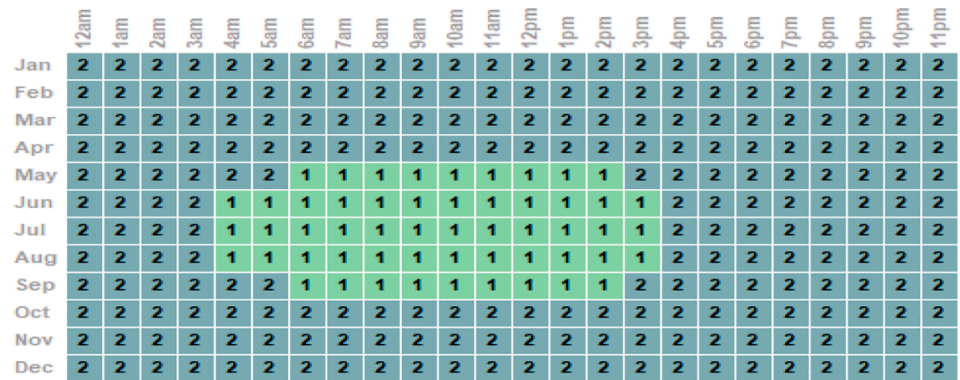 12am 1am 2am 3am 4am 5am 6am 7am 8am 9am 10am 11am 12pm 1pm 2pm 3pm 4pm 5pm 6pm 7pm 8pm 9pm 10pm 11pm
Jan 2 2 2 2 2 2 2 2 2 2 2 2 2 2 2 2 2 2 2 2 2 2 2 2
Feb 2 2 2 2 2 2 2 2 2 2 2 2 2 2 2 2 2 2 2 2 2 2 2 2
Mar 2 2 2 2 2 2 2 2 2 2 2 2 2 2 2 2 2 2 2 2 2 2 2 2
Apr 2 2 2 2 2 2 2 2 2 2 2 2 2 2 2 2 2 2 2 2 2 2 2 2
May 2 2 2 2 2 2 1 1 1 1 1 1 1 1 1 2 2 2 2 2 2 2 2 2
Jun 2 2 2 2 1 1 1 1 1 1 1 1 1 1 1 1 2 2 2 2 2 2 2 2
Jul 2 2 2 2 1 1 1 1 1 1 1 1 1 1 1 1 2 2 2 2 2 2 2 2
Aug 2 2 2 2 1 1 1 1 1 1 1 1 1 1 1 1 2 2 2 2 2 2 2 2
Sep 2 2 2 2 2 2 1 1 1 1 1 1 1 1 1 2 2 2 2 2 2 2 2 2
Oct 2 2 2 2 2 2 2 2 2 2 2 2 2 2 2 2 2 2 2 2 2 2 2 2
Nov 2 2 2 2 2 2 2 2 2 2 2 2 2 2 2 2 2 2 2 2 2 2 2 2
Dec 2 2 2 2 2 2 2 2 2 2 2 2 2 2 2 2 2 2 2 2 2 2 2 2